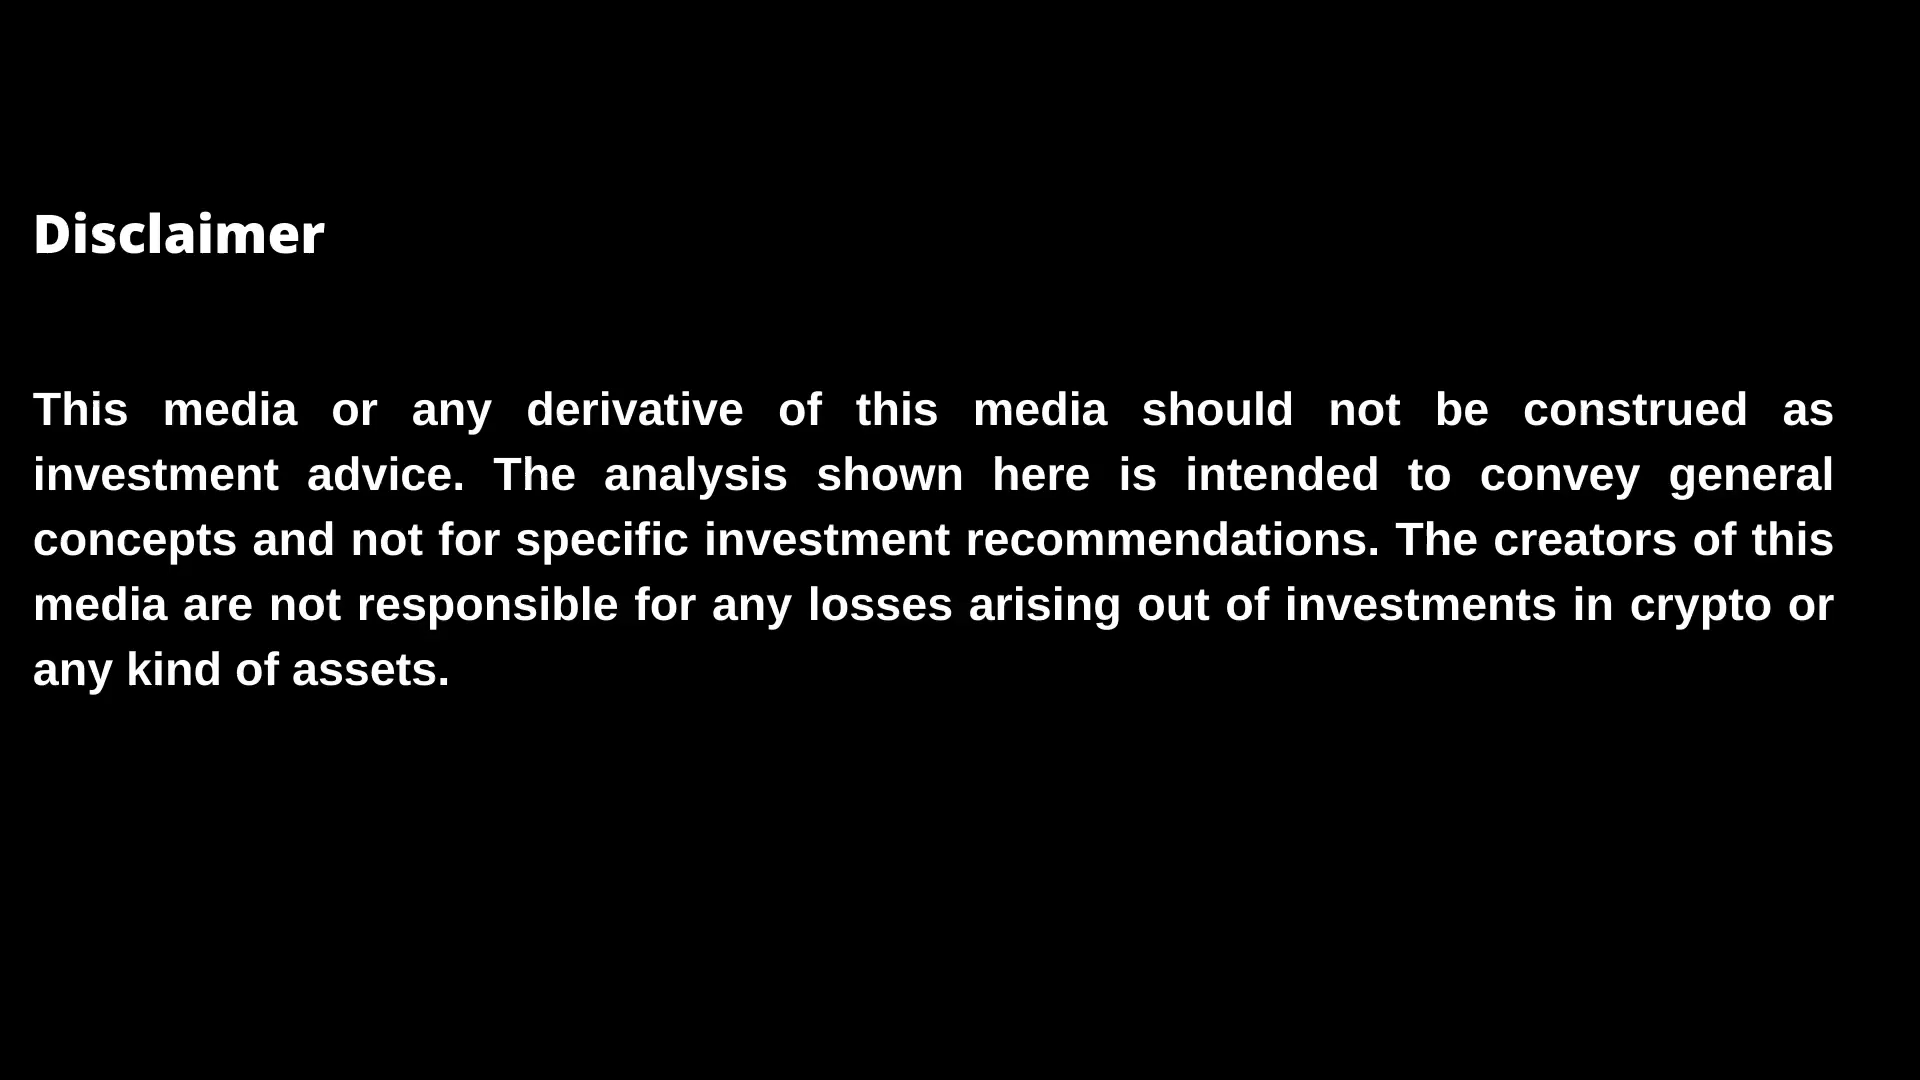 Disclaimer
This media or any derivative of this media should not be construed as
investment advice. The analysis shown here is intended to convey general
concepts and not for specific investment recommendations. The creators of this
media are not responsible for any losses arising out of investments in crypto or
any kind of assets.